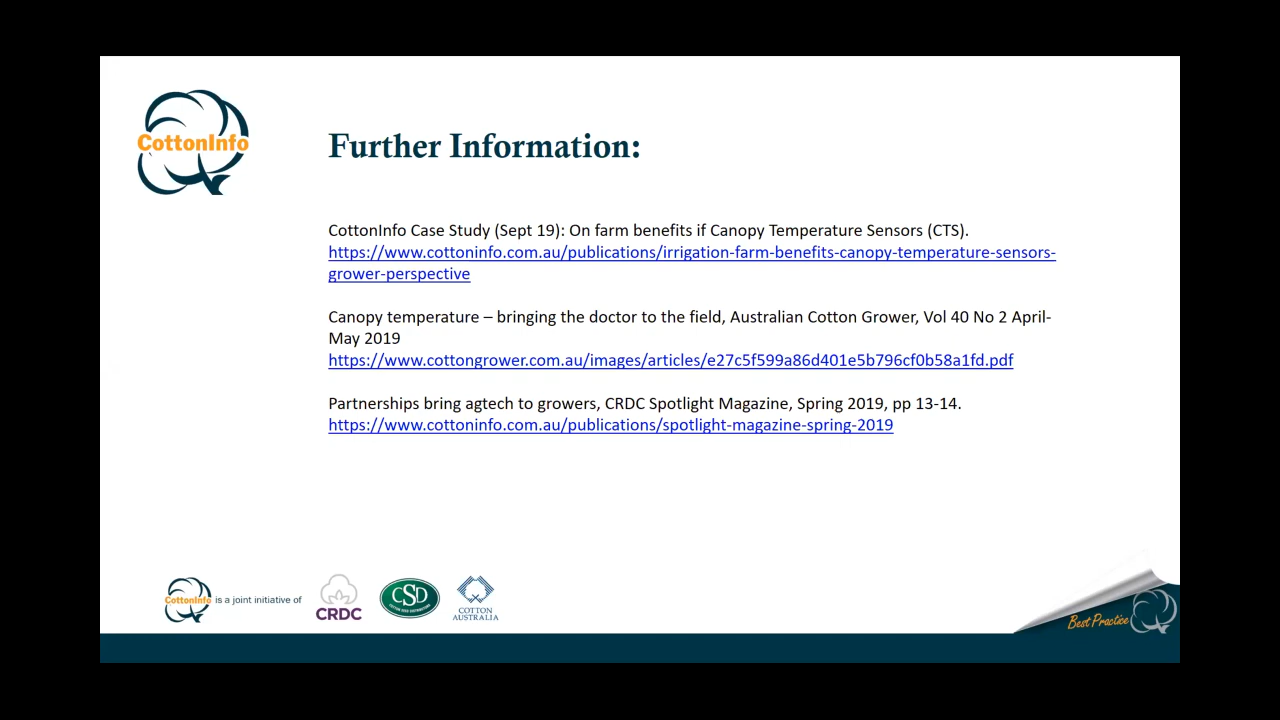 CottonInfo
Further Information:
CottonInfo Case Study (Sept 19): On farm benefits if Canopy Temperature Sensors (CTS).
https://www.cottoninfo.com.au/publications/irrigation-farm-benefits-canopy-temperature-sensors-
grower-perspective
Canopy temperature – bringing the doctor to the field, Australian Cotton Grower, Vol 40 No 2 April-
May 2019
https://www.cottongrower.com.au/images/articles/e27c5f599a86d401e5b796cf0b58a1fd.pdf
Partnerships bring agtech to growers, CRDC Spotlight Magazine, Spring 2019, pp 13-14.
https://www.cottoninfo.com.au/publications/spotlight-magazine-spring-2019
CottonInfo is a joint initiative of
CRDC
CSD
COTTON SEED DISTRIBUTORS
COTTON
AUSTRALIA
Best Practice